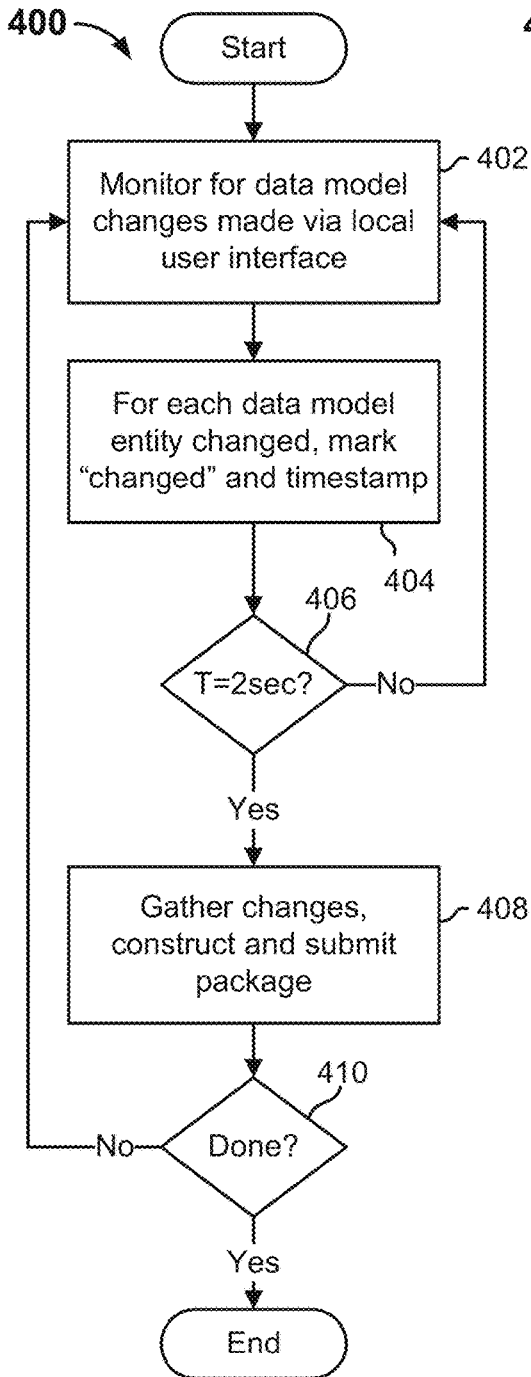 400
4
Start
402
Monitor for data model
changes made via local
user interface
For each data model
entity changed, mark
“changed” and timestamp
404
406
T=2sec?
No
Yes
Gather changes,
construct and submit
package
408
410
No
Done?
Yes
End